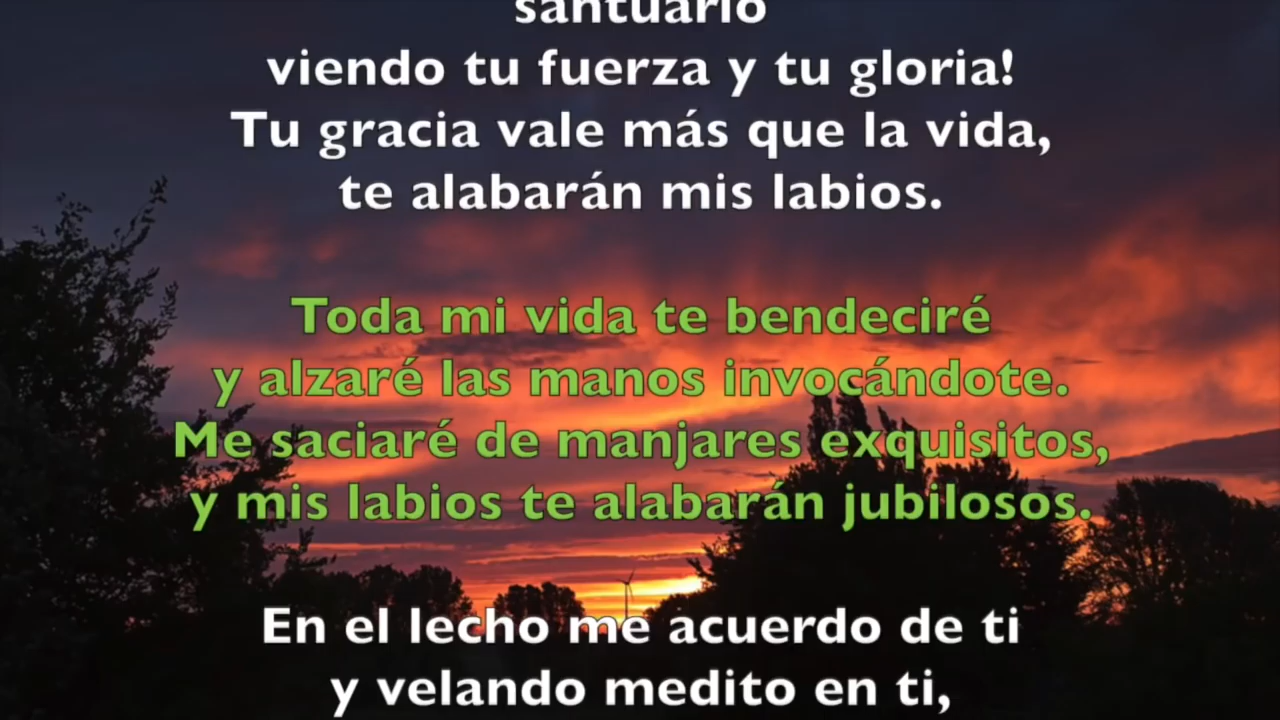 santuario
viendo tu fuerza y tu gloria!
Tu gracia vale más que la vida,
te alabarán mis labios.
Toda mi vida te bendeciré
y alzaré las manos invocándote.
Me saciaré de manjares exquisitos,
y mis labios te alabarán jubilosos.
En el lecho me acuerdo de ti
y velando medito en ti,